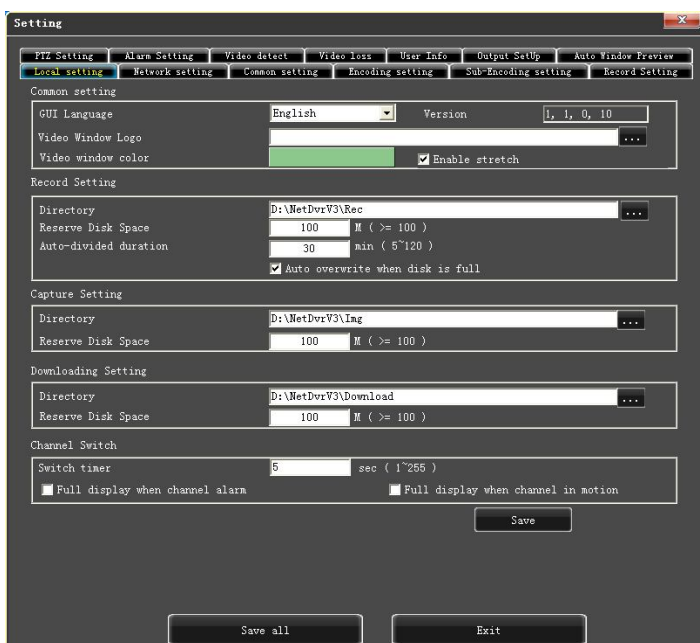 Setting
PTZ Setting Alarm Setting Video detect Video loss User Info Output SetUp Auto Window Preview
Local setting Network setting Common setting Encoding setting Sub-Encoding setting Record Setting
Common setting
GUI Language English Version 1, 1, 0, 10
Video Window Logo ...
Video window color Enable stretch
Record Setting
Directory D:\NetDvrV3\Rec ...
Reserve Disk Space 100 M ( >= 100 )
Auto-divided duration 30 min ( 5~120 )
Auto overwrite when disk is full
Capture Setting
Directory D:\NetDvrV3\Img ...
Reserve Disk Space 100 M ( >= 100 )
Downloading Setting
Directory D:\NetDvrV3\Download ...
Reserve Disk Space 100 M ( >= 100 )
Channel Switch
Switch timer 5 sec ( 1~255 )
Full display when channel alarm Full display when channel in motion
Save
Save all Exit